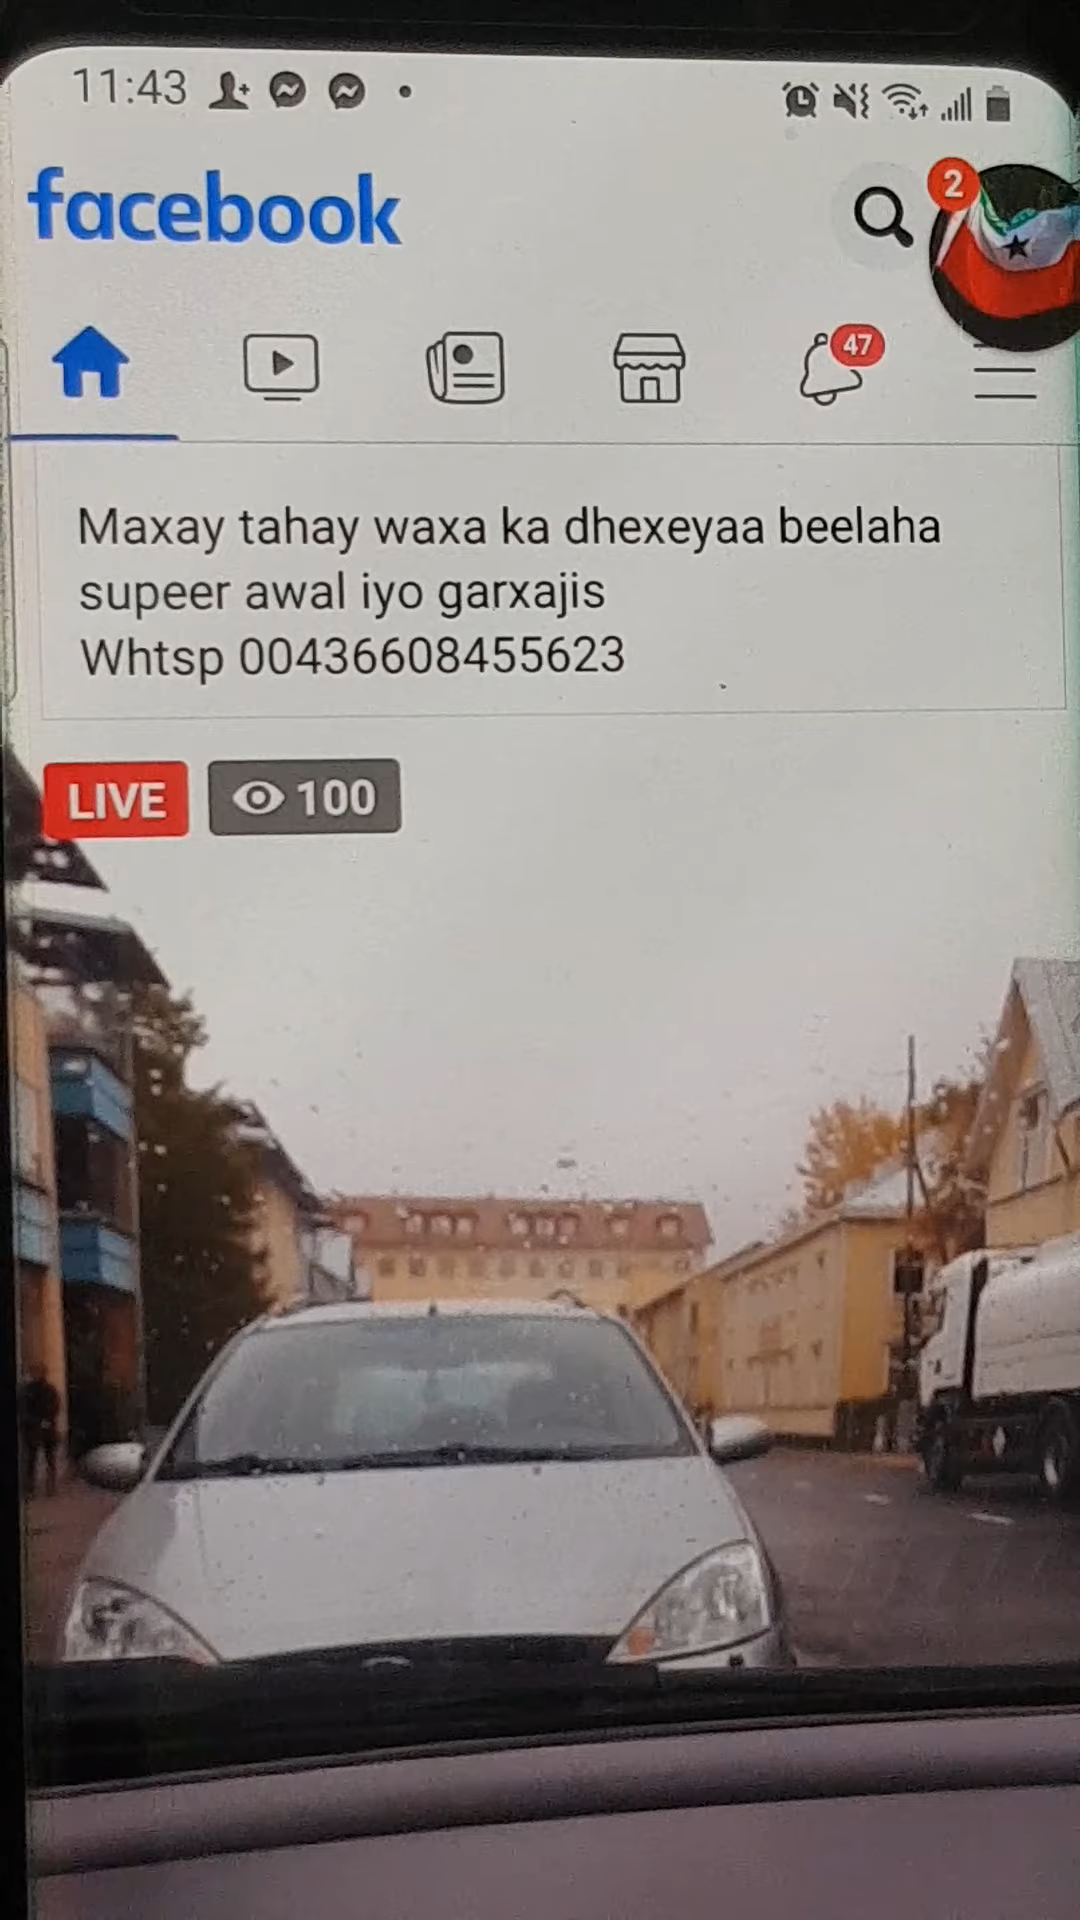 11:43
facebook
2
47
Maxay tahay waxa ka dhexeyaa beelaha
supeer awal iyo garxajis
Whtsp 00436608455623
LIVE 100